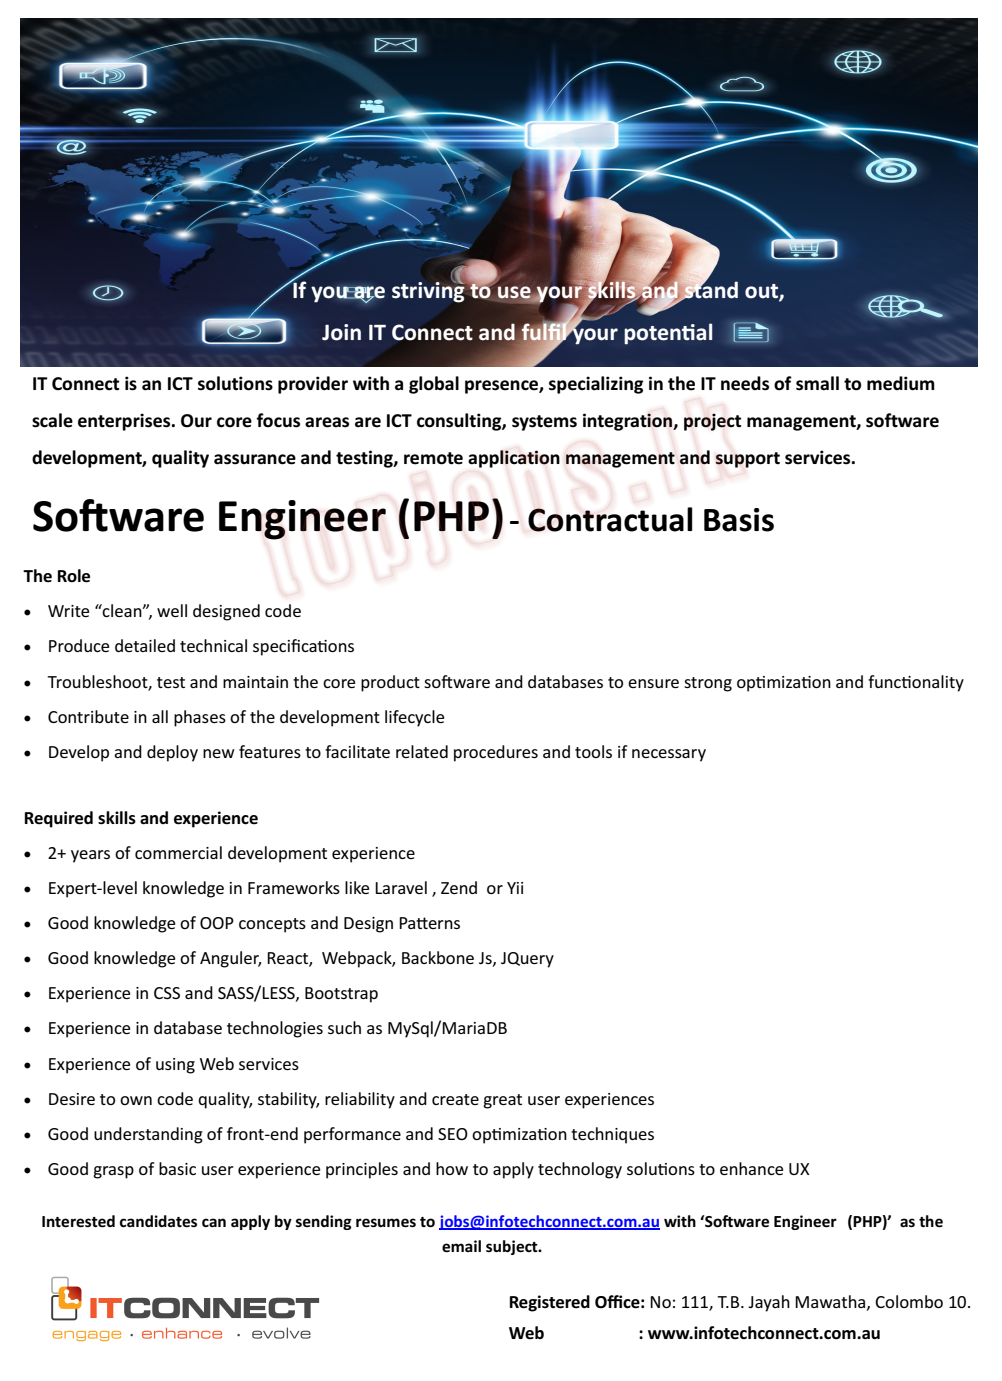 If you are striving to use your skills and stand out,
Join IT Connect and fulfil your potential
IT Connect is an ICT solutions provider with a global presence, specializing in the IT needs of small to medium
scale enterprises. Our core focus areas are ICT consulting, systems integration, project management, software
development, quality assurance and testing, remote application management and support services.
topjobs.lk
Software Engineer (PHP) - Contractual Basis
The Role
• Write “clean”, well designed code
• Produce detailed technical specifications
• Troubleshoot, test and maintain the core product software and databases to ensure strong optimization and functionality
• Contribute in all phases of the development lifecycle
• Develop and deploy new features to facilitate related procedures and tools if necessary
Required skills and experience
• 2+ years of commercial development experience
• Expert-level knowledge in Frameworks like Laravel , Zend or Yii
• Good knowledge of OOP concepts and Design Patterns
• Good knowledge of Anguler, React, Webpack, Backbone Js, JQuery
• Experience in CSS and SASS/LESS, Bootstrap
• Experience in database technologies such as MySql/MariaDB
• Experience of using Web services
• Desire to own code quality, stability, reliability and create great user experiences
• Good understanding of front-end performance and SEO optimization techniques
• Good grasp of basic user experience principles and how to apply technology solutions to enhance UX
Interested candidates can apply by sending resumes to jobs@infotechconnect.com.au with ‘Software Engineer (PHP)’ as the
email subject.
ITCONNECT
engage · enhance · evolve
Registered Office: No: 111, T.B. Jayah Mawatha, Colombo 10.
Web : www.infotechconnect.com.au